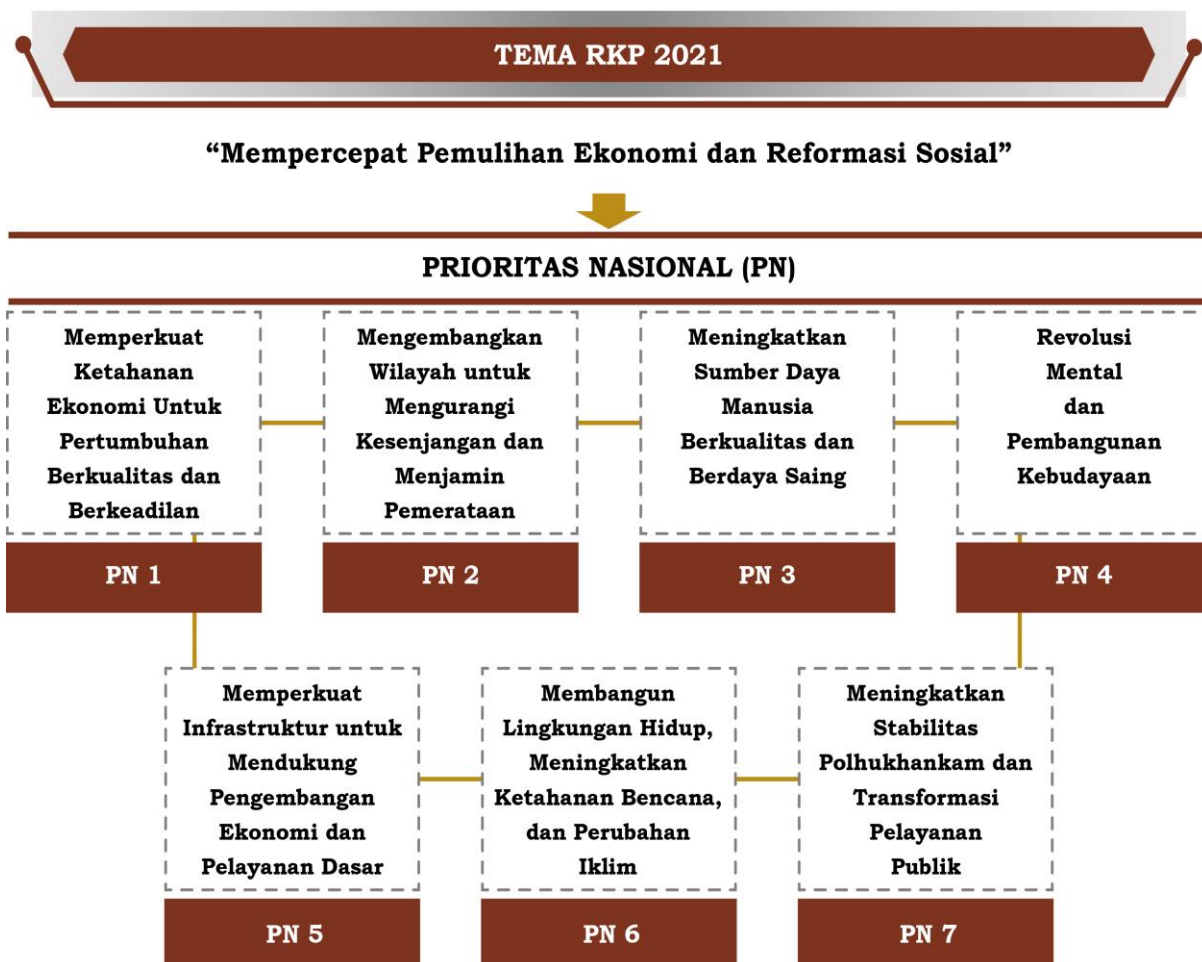 TEMA RKP 2021
“Mempercepat Pemulihan Ekonomi dan Reformasi Sosial”
PRIORITAS NASIONAL (PN)
Memperkuat
Ketahanan
Ekonomi Untuk
Pertumbuhan
Berkualitas dan
Berkeadilan
PN 1
Mengembangkan
Wilayah untuk
Mengurangi
Kesenjangan dan
Menjamin
Pemerataan
PN 2
Meningkatkan
Sumber Daya
Manusia
Berkualitas dan
Berdaya Saing
PN 3
Revolusi
Mental
dan
Pembangunan
Kebudayaan
PN 4
Memperkuat
Infrastruktur untuk
Mendukung
Pengembangan
Ekonomi dan
Pelayanan Dasar
PN 5
Membangun
Lingkungan Hidup,
Meningkatkan
Ketahanan Bencana,
dan Perubahan
Iklim
PN 6
Meningkatkan
Stabilitas
Polhukhankam dan
Transformasi
Pelayanan
Publik
PN 7